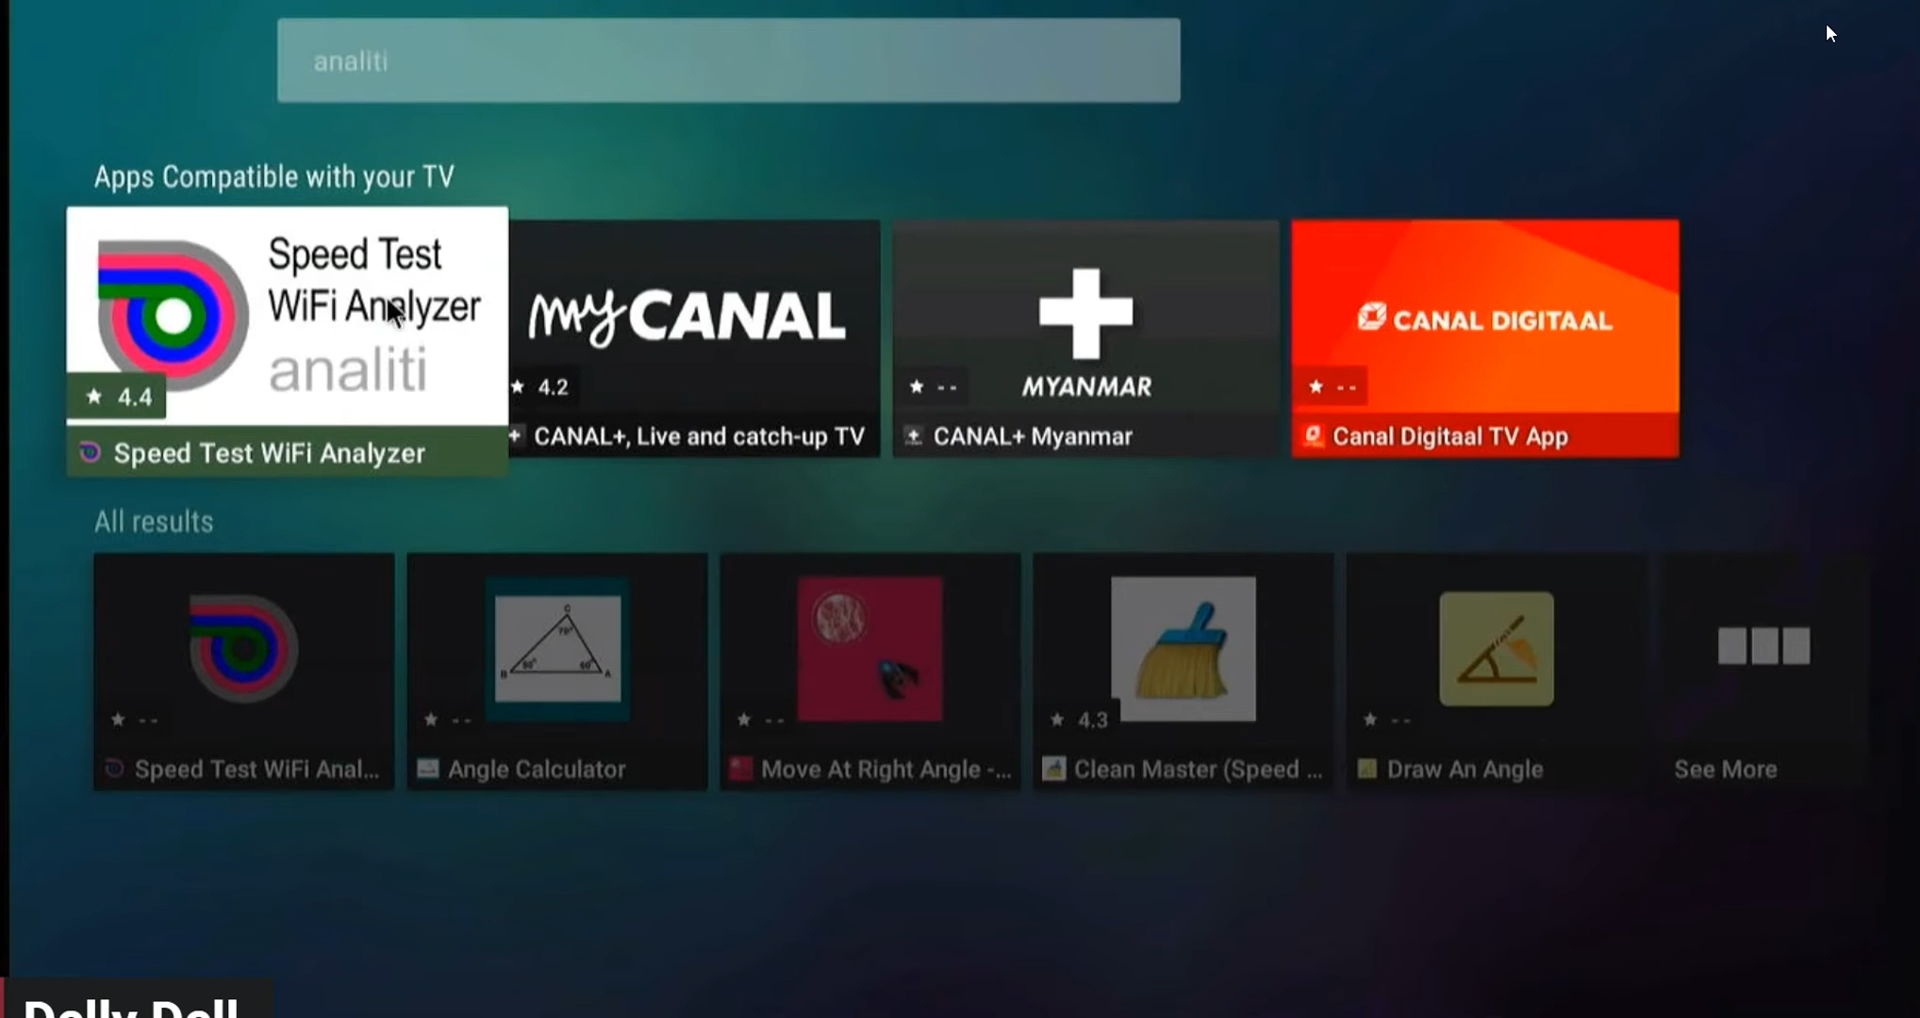 analiti
Apps Compatible with your TV
Speed Test
WiFi Analyzer
analiti
★ 4.4
Speed Test WiFi Analyzer
myCANAL
★ 4.2
CANAL+, Live and catch-up TV
MYANMAR
★ --
CANAL+ Myanmar
CANAL DIGITAAL
★ --
Canal Digitaal TV App
All results
★ --
Speed Test WiFi Anal...
C
70°
B
A
★ --
Angle Calculator
★ --
Move At Right Angle -...
★ 4.3
Clean Master (Speed ...
★ --
Draw An Angle
See More